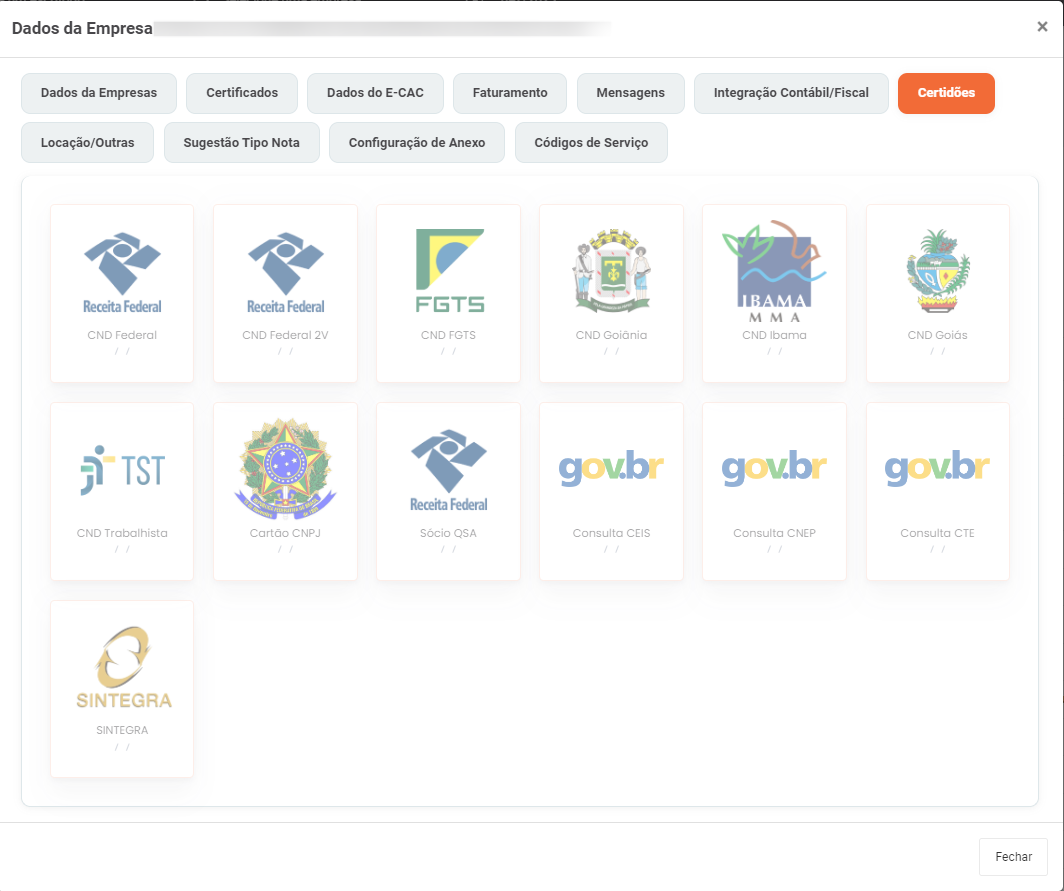 Dados da Empresa
×
Dados da Empresas
Certificados
Dados do E-CAC
Faturamento
Mensagens
Integração Contábil/Fiscal
Certidões
Locação/Outras
Sugestão Tipo Nota
Configuração de Anexo
Códigos de Serviço
Receita Federal
CND Federal
/ /
Receita Federal
CND Federal 2V
/ /
FGTS
CND FGTS
/ /
CND Goiânia
/ /
IBAMA
M M A
CND Ibama
/ /
CND Goiás
/ /
TST
CND Trabalhista
/ /
Cartão CNPJ
/ /
Receita Federal
Sócio QSA
/ /
gov.br
Consulta CEIS
/ /
gov.br
Consulta CNEP
/ /
gov.br
Consulta CTE
/ /
SINTEGRA
SINTEGRA
/ /
Fechar